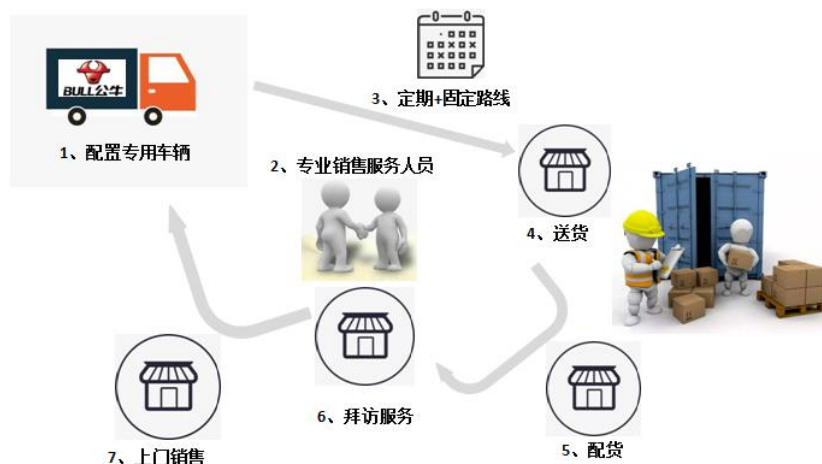 BULL公牛
1、配置专用车辆
2、专业销售服务人员
3、定期+固定路线
4、送货
5、配货
6、拜访服务
7、上门销售